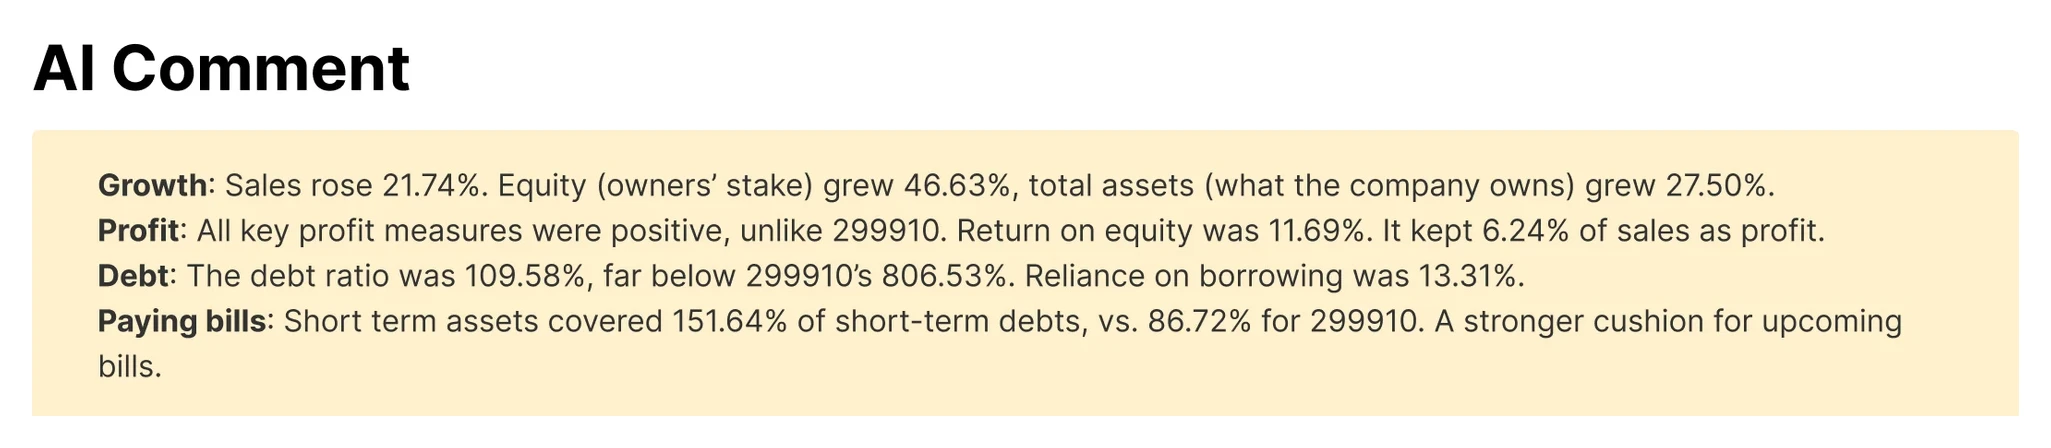 AI Comment
Growth: Sales rose 21.74%. Equity (owners’ stake) grew 46.63%, total assets (what the company owns) grew 27.50%.
Profit: All key profit measures were positive, unlike 299910. Return on equity was 11.69%. It kept 6.24% of sales as profit.
Debt: The debt ratio was 109.58%, far below 299910’s 806.53%. Reliance on borrowing was 13.31%.
Paying bills: Short term assets covered 151.64% of short-term debts, vs. 86.72% for 299910. A stronger cushion for upcoming
bills.